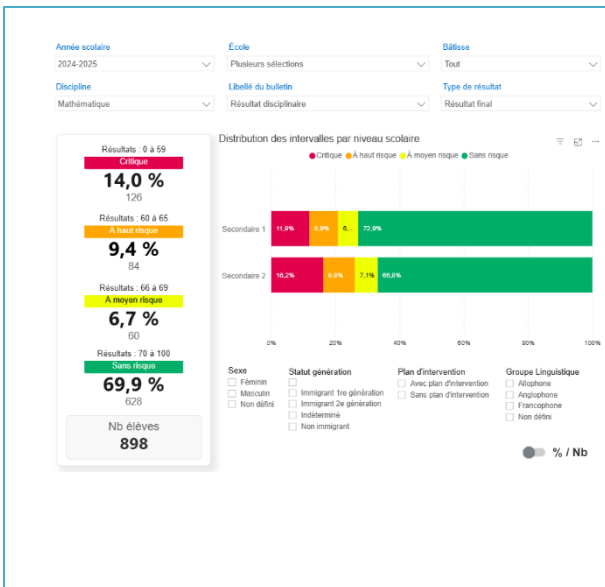 Année scolaire
École
Bâtisse
2024-2025
Plusieurs sélections
Tout
Discipline
Libellé du bulletin
Type de résultat
Mathématique
Résultat disciplinaire
Résultat final
Résultats : 0 à 59
Critique
14,0 %
126
Résultats : 60 à 65
À haut risque
9,4 %
84
Résultats : 66 à 69
À moyen risque
6,7 %
60
Résultats : 70 à 100
Sans risque
69,9 %
628
Nb élèves
898
Distribution des intervalles par niveau scolaire
Critique À haut risque À moyen risque Sans risque
Secondaire 1
11,9%
6,...
72,9%
Secondaire 2
16,2%
9,8%
7,1%
66,9%
0%
20%
40%
60%
80%
100%
Sexe
Féminin
Masculin
Non défini
Statut génération
Immigrant 1re génération
Immigrant 2e génération
Indéterminé
Non immigrant
Plan d'intervention
Avec plan d'intervention
Sans plan d'intervention
Groupe Linguistique
Allophone
Anglophone
Francophone
Non défini
% / Nb